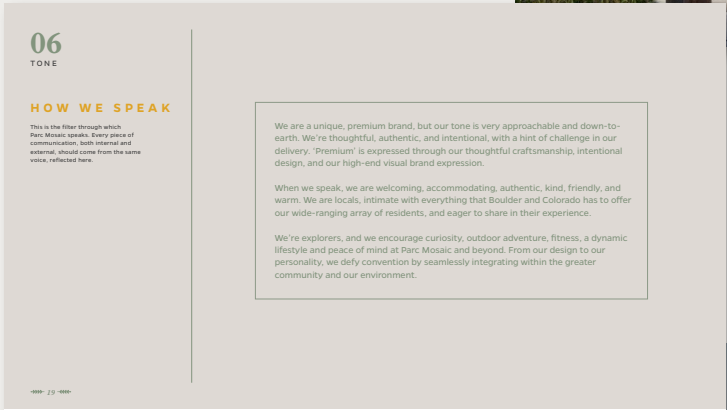 06
TONE
HOW WE SPEAK
This is the filter through which
Parc Mosaic speaks. Every piece of
communication, both internal and
external, should come from the same
voice, reflected here.
We are a unique, premium brand, but our tone is very approachable and down-to-
earth. We're thoughtful, authentic, and intentional, with a hint of challenge in our
delivery. 'Premium' is expressed through our thoughtful craftsmanship, intentional
design, and our high-end visual brand expression.
When we speak, we are welcoming, accommodating, authentic, kind, friendly, and
warm. We are locals, intimate with everything that Boulder and Colorado has to offer
our wide-ranging array of residents, and eager to share in their experience.
We're explorers, and we encourage curiosity, outdoor adventure, fitness, a dynamic
lifestyle and peace of mind at Parc Mosaic and beyond. From our design to our
personality, we defy convention by seamlessly integrating within the greater
community and our environment.
19